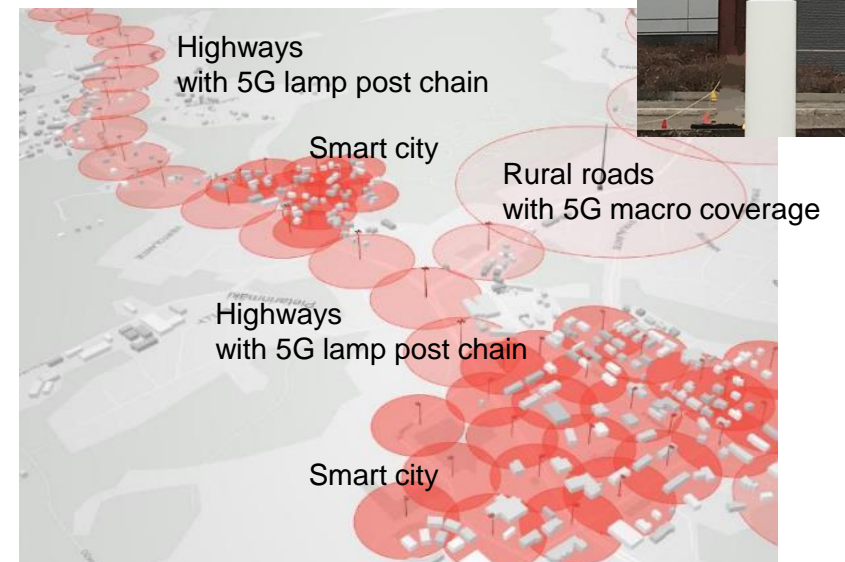 Highways
with 5G lamp post chain
Smart city
Rural roads
with 5G macro coverage
Pietarinmäki
Highways
with 5G lamp post chain
Smart city